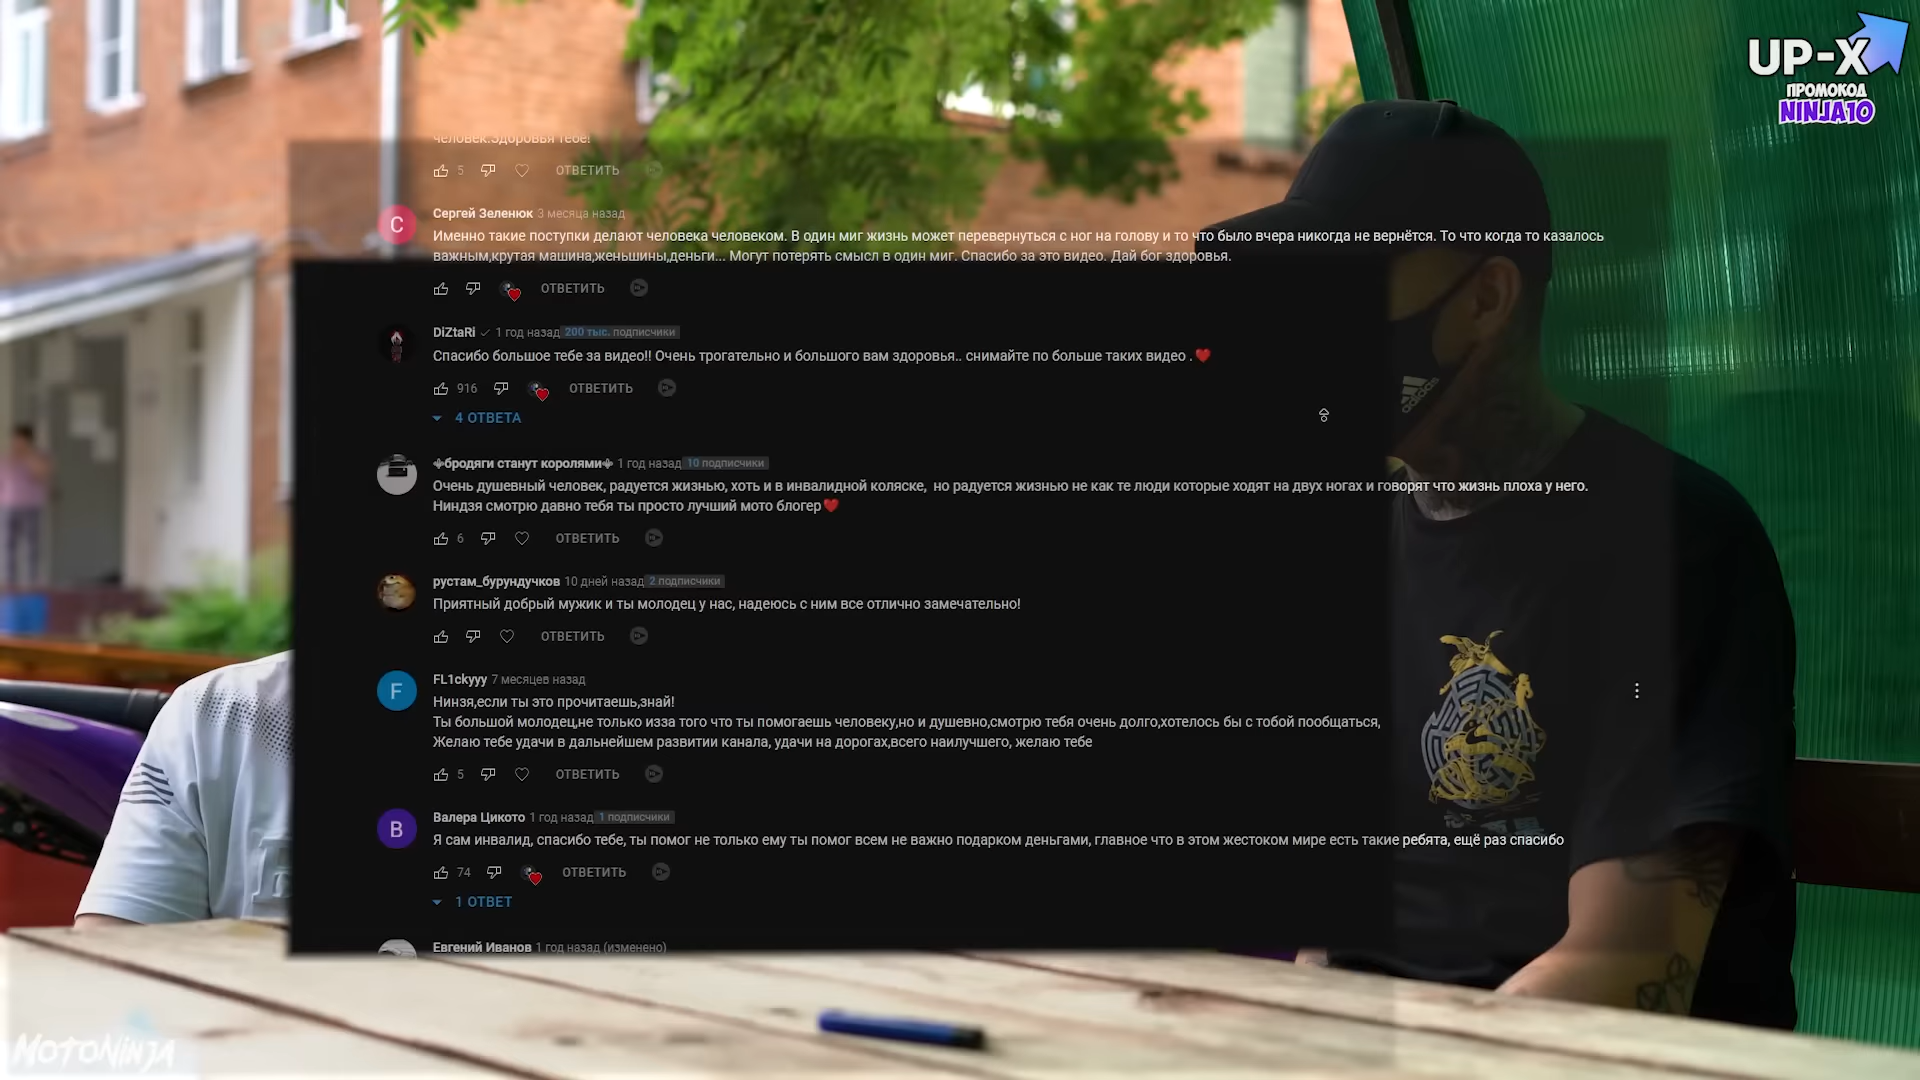 UP-X
ПРОМОКОД
NINJA10
человек.Здоровья тебе!
5 ОТВЕТИТЬ
С Сергей Зеленюк 3 месяца назад
Именно такие поступки делают человека человеком. В один миг жизнь может перевернуться с ног на голову и то что было вчера никогда не вернётся. То что когда то казалось
важным,крутая машина,женьшины,деньги... Могут потерять смысл в один миг. Спасибо за это видео. Дай бог здоровья.
ОТВЕТИТЬ
DiZtaRi 1 год назад 200 тыс. подписчики
Спасибо большое тебе за видео!! Очень трогательно и большого вам здоровья.. снимайте по больше таких видео .❤️
916 ОТВЕТИТЬ
4 ОТВЕТА
adidas
⚜бродяги станут королями⚜ 1 год назад 10 подписчики
Очень душевный человек, радуется жизнью, хоть и в инвалидной коляске, но радуется жизнью не как те люди которые ходят на двух ногах и говорят что жизнь плоха у него.
Ниндзя смотрю давно тебя ты просто лучший мото блогер❤️
6 ОТВЕТИТЬ
рустам_бурундучков 10 дней назад 2 подписчики
Приятный добрый мужик и ты молодец у нас, надеюсь с ним все отлично замечательно!
ОТВЕТИТЬ
F FL1ckyyy 7 месяцев назад
Нинзя,если ты это прочитаешь,знай!
Ты большой молодец,не только изза того что ты помогаешь человеку,но и душевно,смотрю тебя очень долго,хотелось бы с тобой пообщаться,
Желаю тебе удачи в дальнейшем развитии канала, удачи на дорогах,всего наилучшего, желаю тебе
5 ОТВЕТИТЬ
В Валера Цикото 1 год назад 1 подписчики
Я сам инвалид, спасибо тебе, ты помог не только ему ты помог всем не важно подарком деньгами, главное что в этом жестоком мире есть такие ребята, ещё раз спасибо
74 ОТВЕТИТЬ
1 ОТВЕТ
Евгений Иванов 1 год назад (изменено)
MOTONINJA